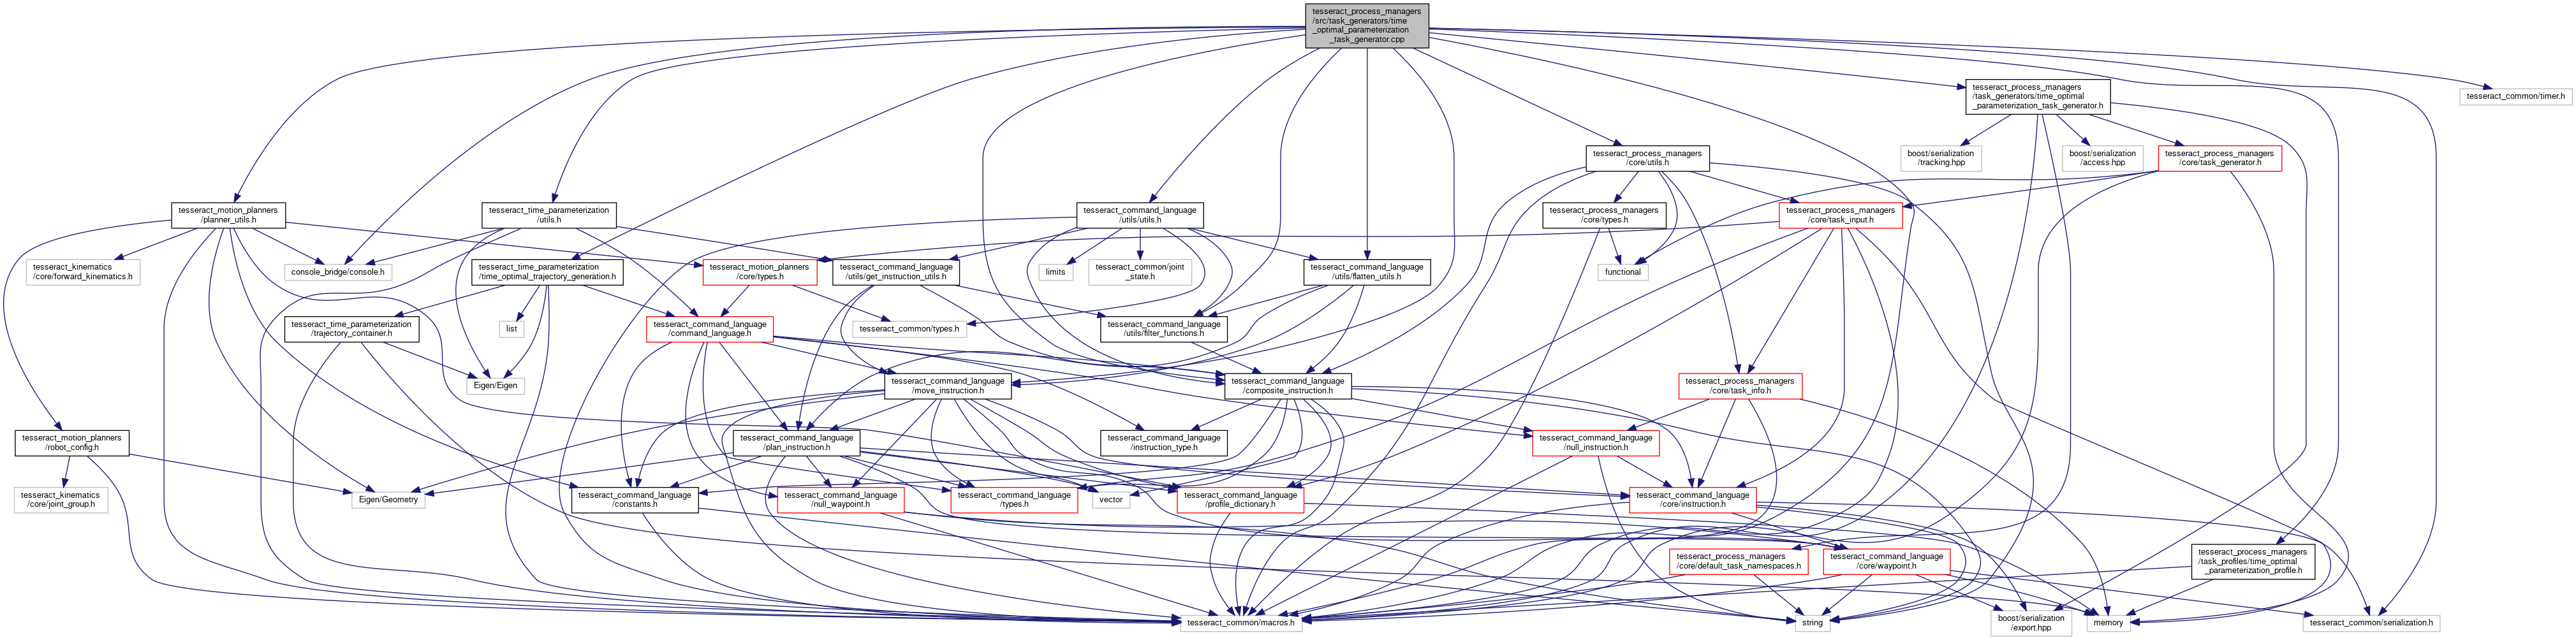 tesseract_process_managers
/src/task_generators/time
_optimal_parameterization
_task_generator.cpp
tesseract_process_managers
/task_generators/time_optimal
_parameterization_task_generator.h
tesseract_common/timer.h
tesseract_process_managers
/core/utils.h
boost/serialization
/tracking.hpp
boost/serialization
/access.hpp
tesseract_process_managers
/core/task_generator.h
tesseract_motion_planners
/planner_utils.h
tesseract_time_parameterization
/utils.h
tesseract_command_language
/utils/utils.h
tesseract_process_managers
/core/types.h
tesseract_process_managers
/core/task_input.h
tesseract_kinematics
/core/forward_kinematics.h
console_bridge/console.h
tesseract_time_parameterization
/time_optimal_trajectory_generation.h
tesseract_motion_planners
/core/types.h
tesseract_command_language
/utils/get_instruction_utils.h
limits
tesseract_common/joint
_state.h
tesseract_command_language
/utils/flatten_utils.h
functional
tesseract_time_parameterization
/trajectory_container.h
list
tesseract_command_language
/command_language.h
tesseract_common/types.h
tesseract_command_language
/utils/filter_functions.h
Eigen/Eigen
tesseract_command_language
/move_instruction.h
tesseract_command_language
/composite_instruction.h
tesseract_process_managers
/core/task_info.h
tesseract_motion_planners
/robot_config.h
tesseract_command_language
/plan_instruction.h
tesseract_command_language
/instruction_type.h
tesseract_command_language
/null_instruction.h
tesseract_kinematics
/core/joint_group.h
Eigen/Geometry
tesseract_command_language
/constants.h
tesseract_command_language
/null_waypoint.h
tesseract_command_language
/types.h
vector
tesseract_command_language
/profile_dictionary.h
tesseract_command_language
/core/instruction.h
tesseract_process_managers
/core/default_task_namespaces.h
tesseract_command_language
/core/waypoint.h
tesseract_process_managers
/task_profiles/time_optimal
_parameterization_profile.h
tesseract_common/macros.h
string
boost/serialization
/export.hpp
memory
tesseract_common/serialization.h